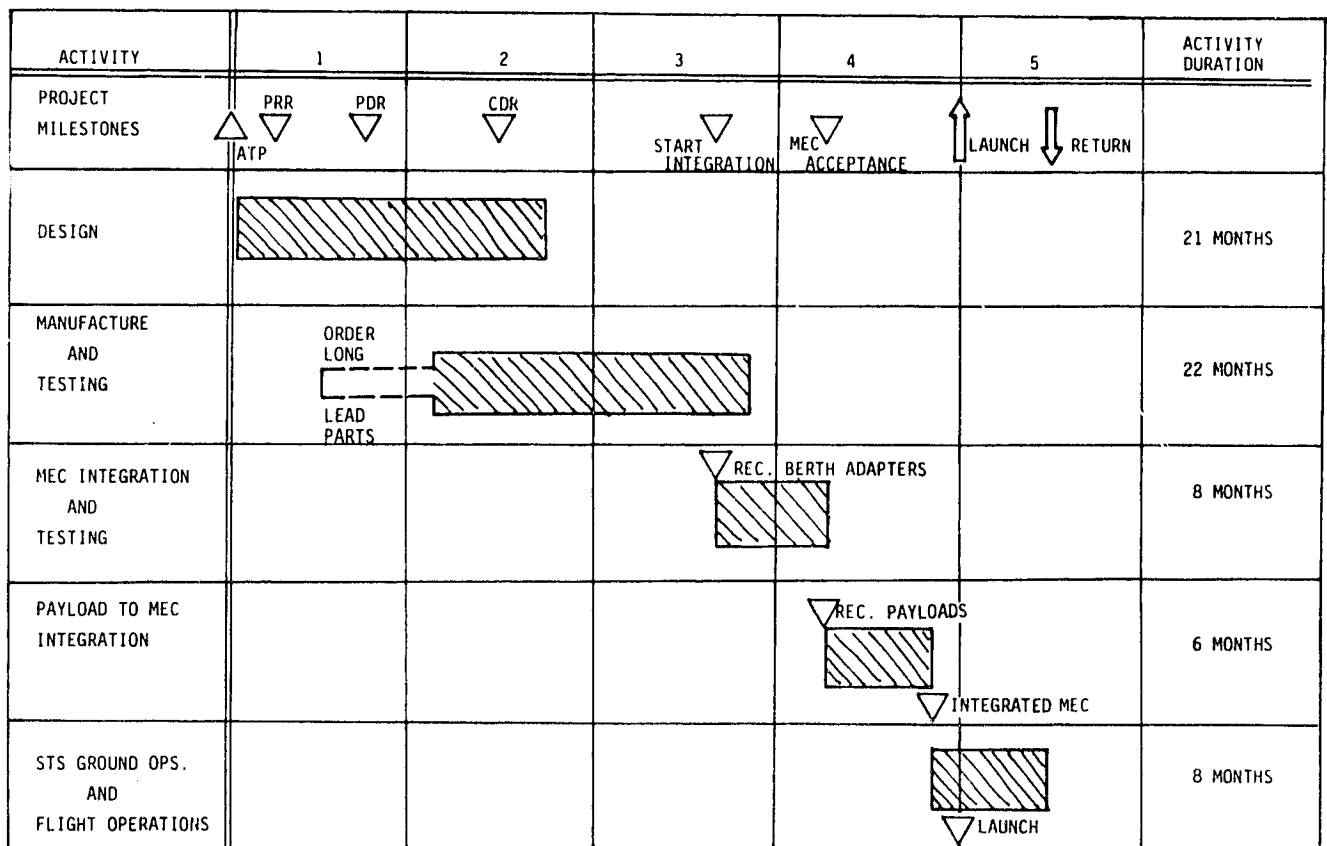 ACTIVITY 1 2 3 4 5 ACTIVITY
DURATION
PROJECT
MILESTONES
PRR PDR CDR
ATP
START
INTEGRATION
MEC
ACCEPTANCE
LAUNCH
RETURN
DESIGN
21 MONTHS
MANUFACTURE
AND
TESTING
ORDER
LONG
LEAD
PARTS
22 MONTHS
MEC INTEGRATION
AND
TESTING
REC. BERTH ADAPTERS
8 MONTHS
PAYLOAD TO MEC
INTEGRATION
REC. PAYLOADS
INTEGRATED MEC
6 MONTHS
STS GROUND OPS.
AND
FLIGHT OPERATIONS
LAUNCH
8 MONTHS